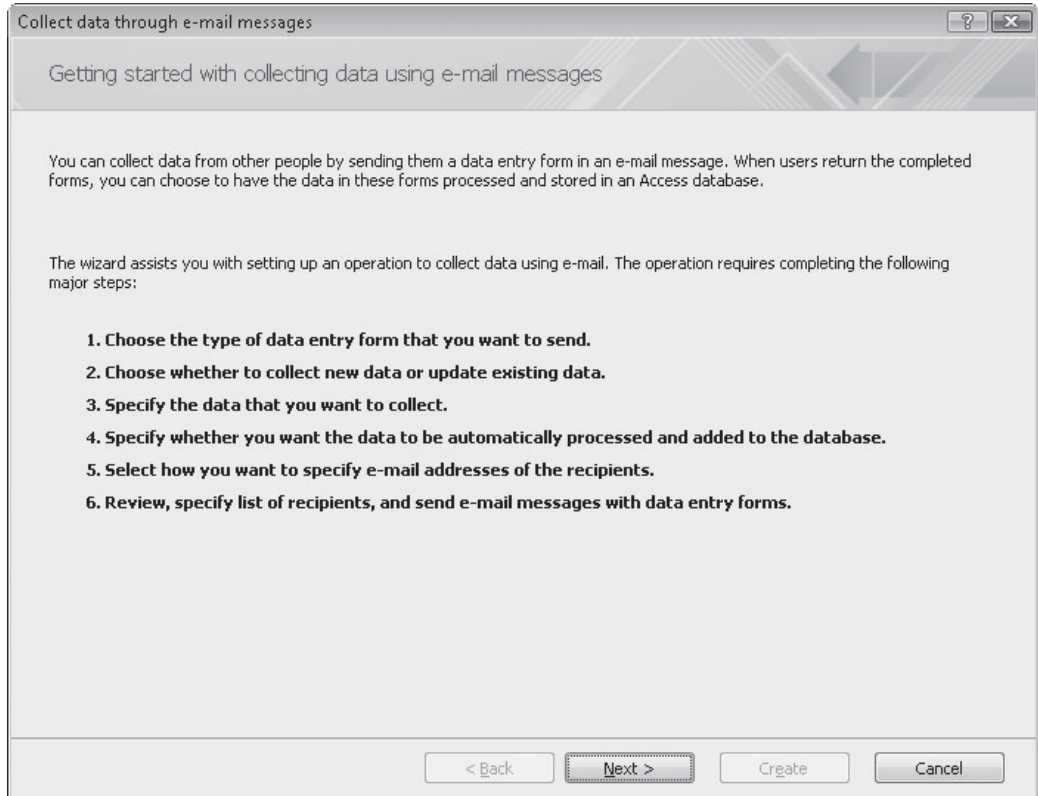 Collect data through e-mail messages
?
Getting started with collecting data using e-mail messages
You can collect data from other people by sending them a data entry form in an e-mail message. When users return the completed
forms, you can choose to have the data in these forms processed and stored in an Access database.
The wizard assists you with setting up an operation to collect data using e-mail. The operation requires completing the following
major steps:
1. Choose the type of data entry form that you want to send.
2. Choose whether to collect new data or update existing data.
3. Specify the data that you want to collect.
4. Specify whether you want the data to be automatically processed and added to the database.
5. Select how you want to specify e-mail addresses of the recipients.
6. Review, specify list of recipients, and send e-mail messages with data entry forms.
< Back Next > Create Cancel